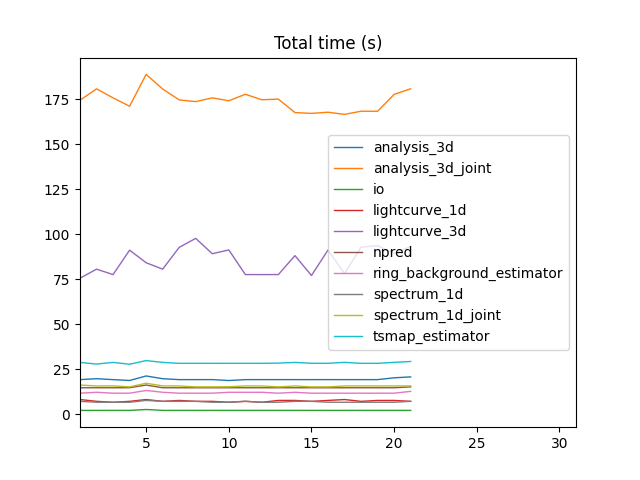 Total time (s)
175
150
125
100
75
50
25
0
analysis_3d
analysis_3d_joint
io
lightcurve_1d
lightcurve_3d
npred
ring_background_estimator
spectrum_1d
spectrum_1d_joint
tsmap_estimator
5 10 15 20 25 30